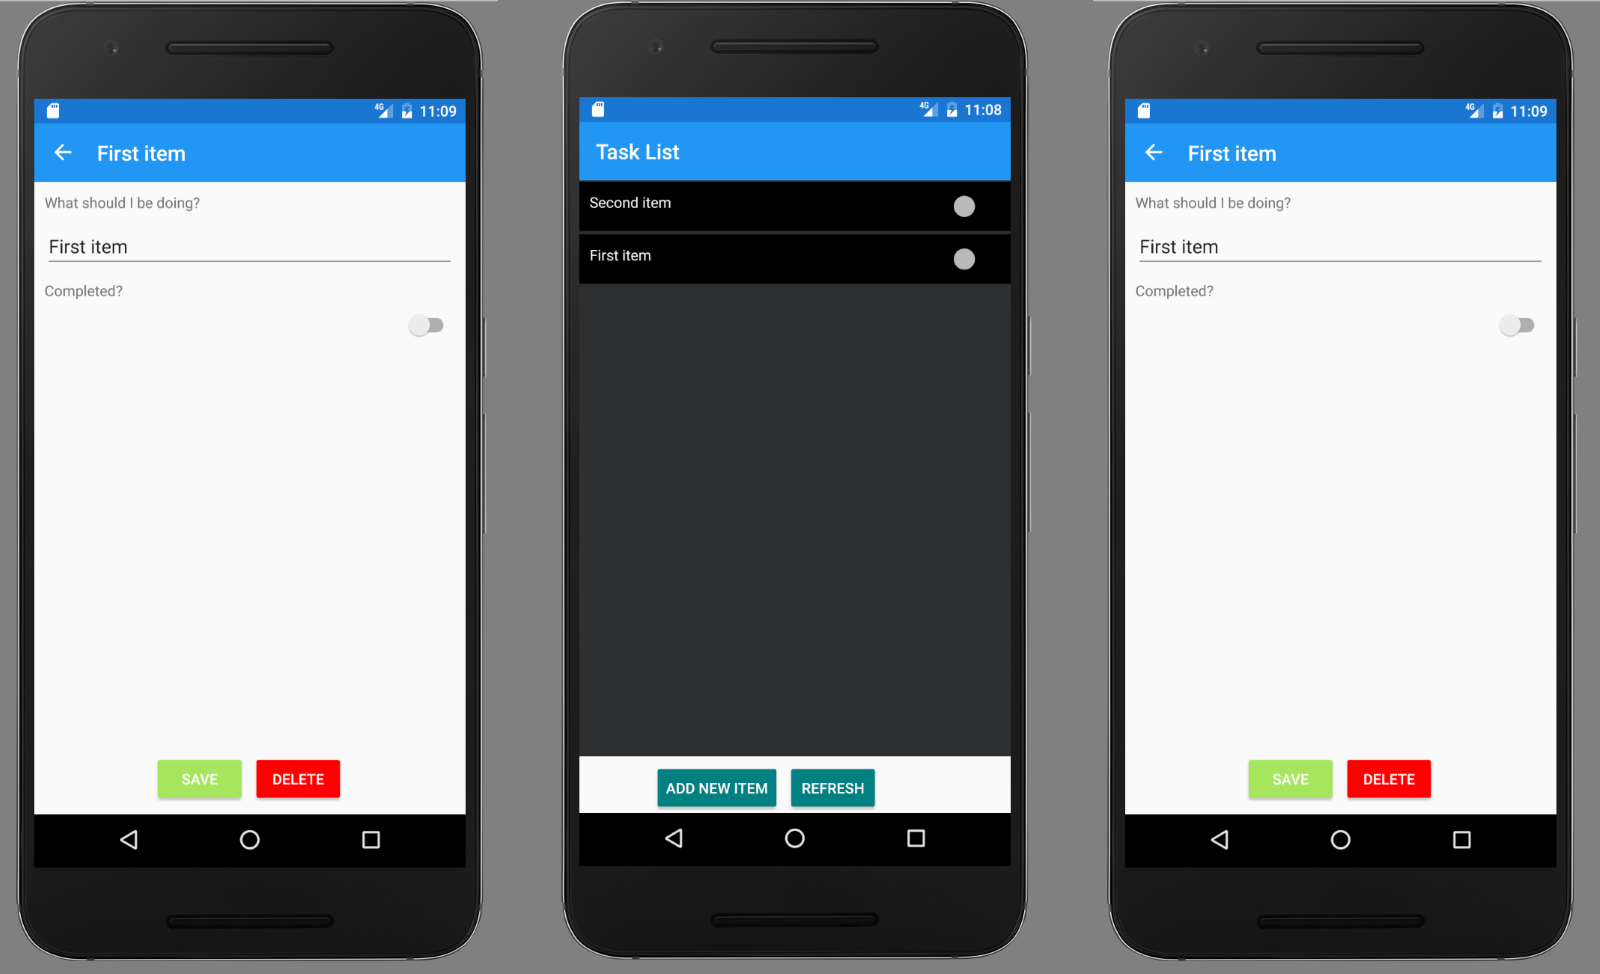 4G 11:09
First item
What should I be doing?
First item
Completed?
SAVE DELETE
4G 11:08
Task List
Second item
First item
ADD NEW ITEM REFRESH
4G 11:09
First item
What should I be doing?
First item
Completed?
SAVE DELETE